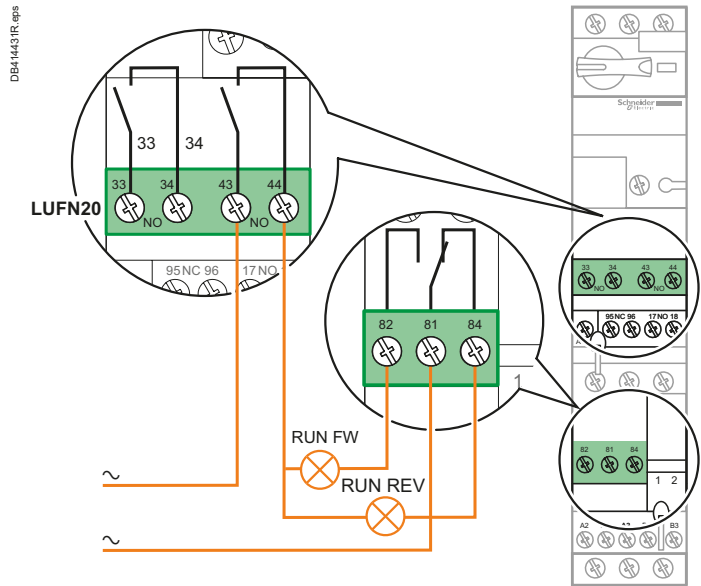 DB414431R.eps
33 34
33 34 43 44
LUFN20
NO NO
95 NC 96 17 NO
82 81 84
1
RUN FW
RUN REV
~
~
Schneider
Electric
33 34 43 44
NO NO
95 NC 96 17 NO 18
82 81 84
1 2
A2 B3